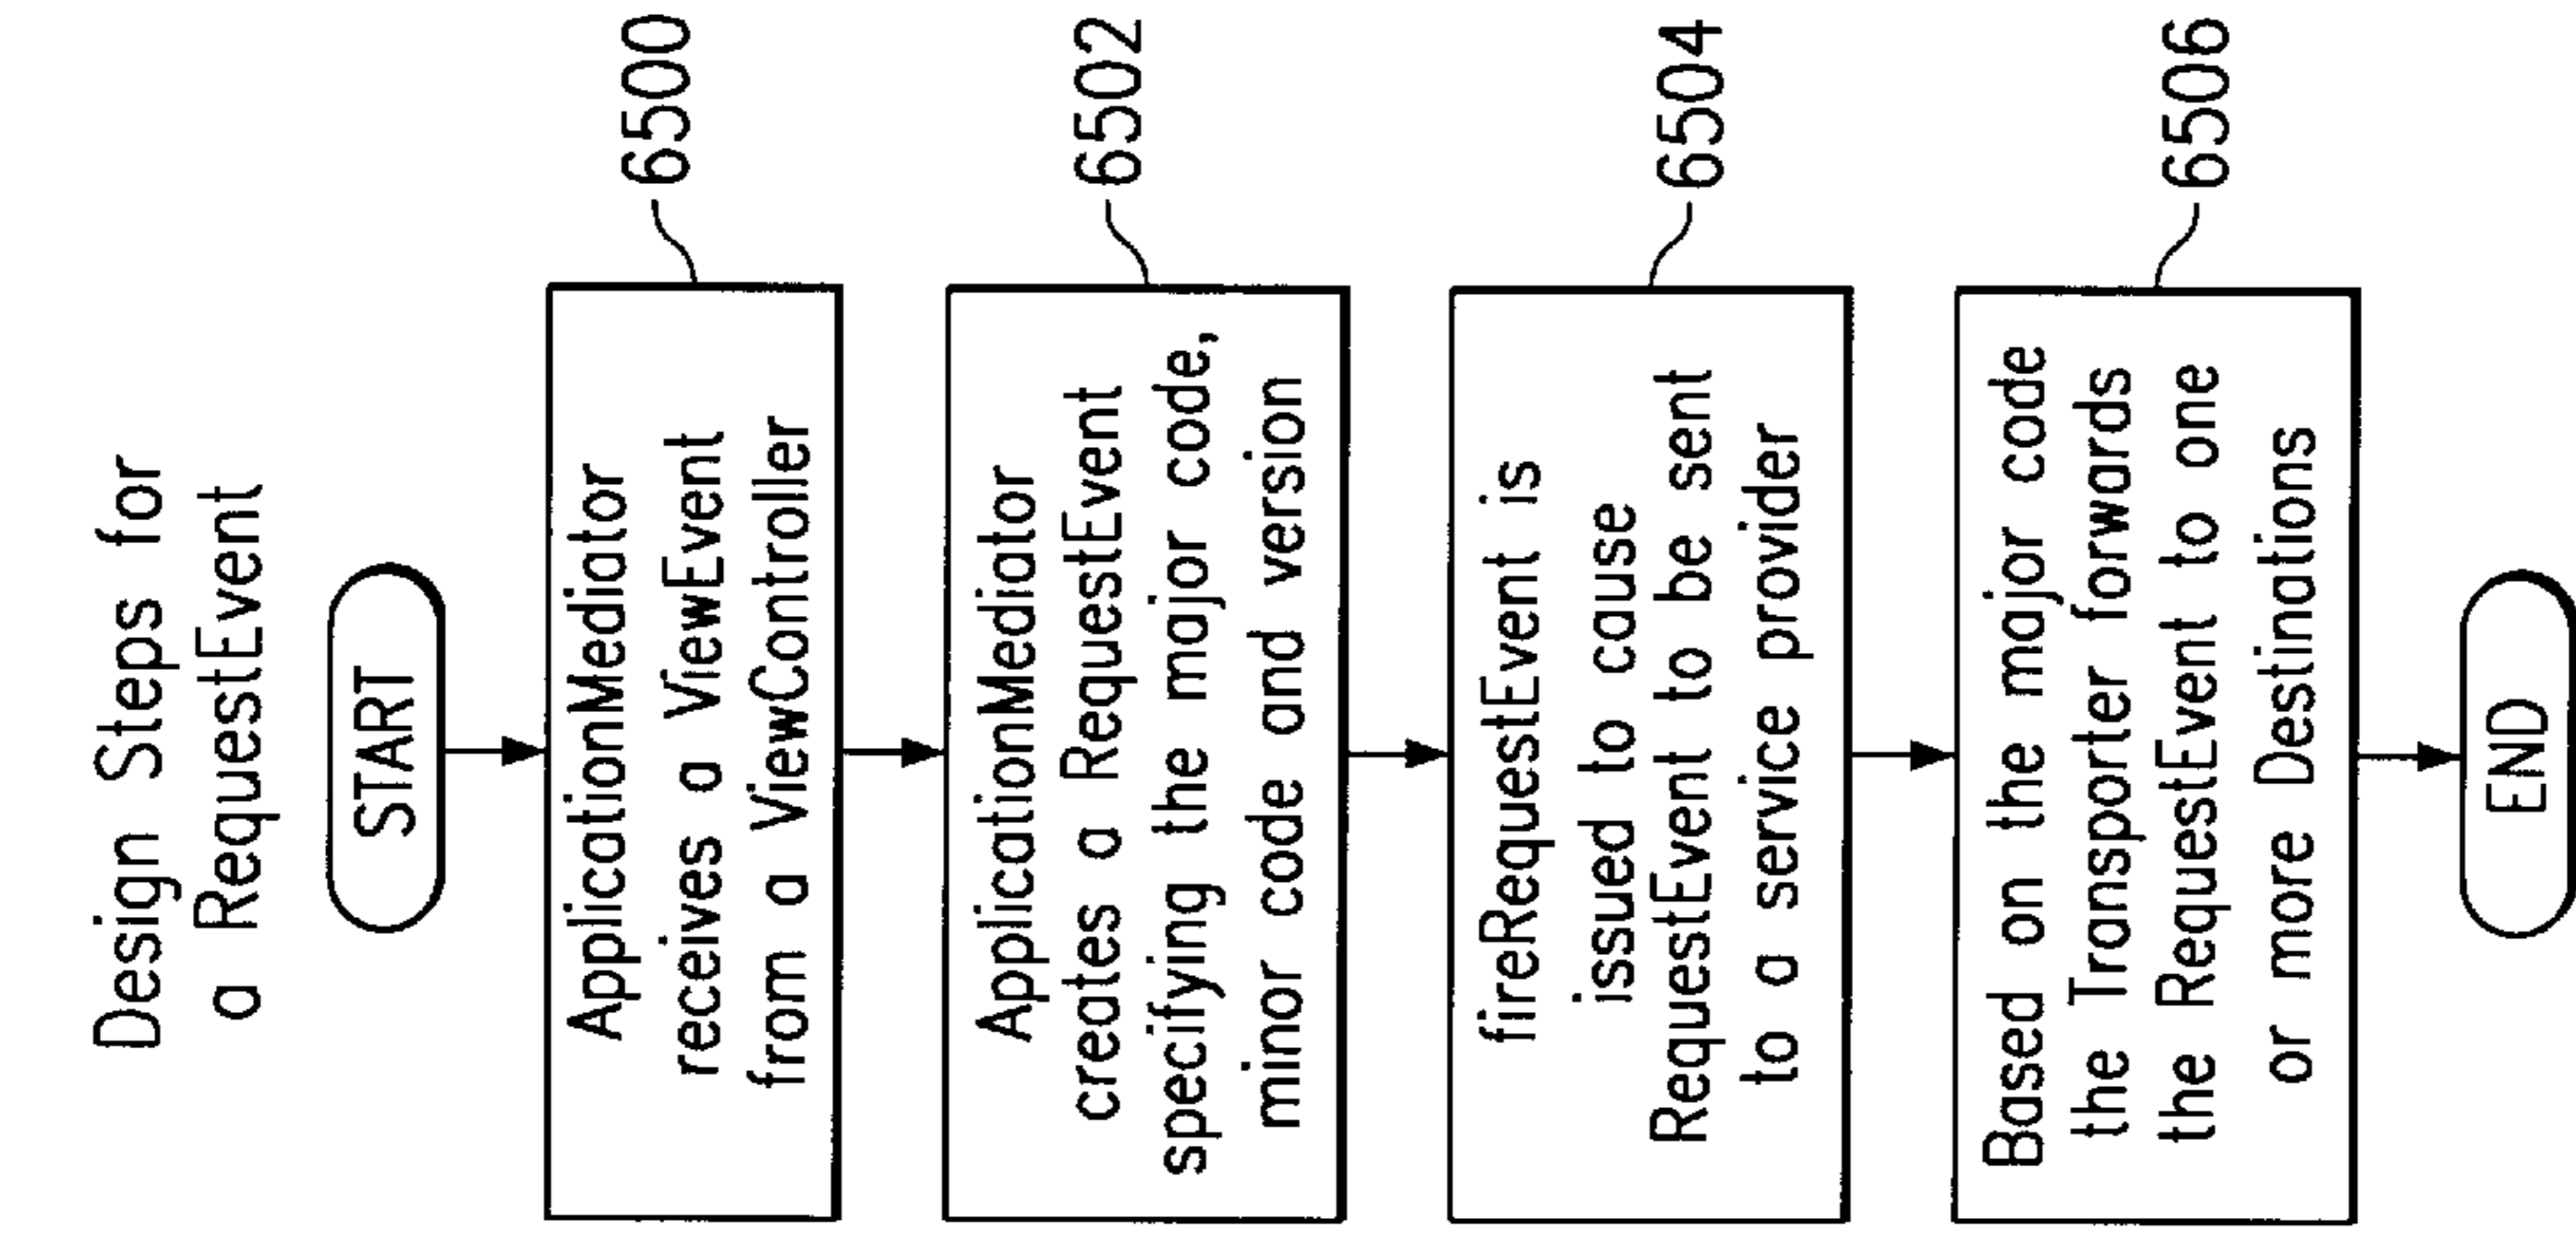 Design Steps for
a RequestEvent
START
ApplicationMediator
receives a ViewEvent
from a ViewController
6500
ApplicationMediator
creates a RequestEvent
specifying the major code,
minor code and version
6502
fireRequestEvent is
issued to cause
RequestEvent to be sent
to a service provider
6504
Based on the major code
the Transporter forwards
the RequestEvent to one
or more Destinations
6506
END